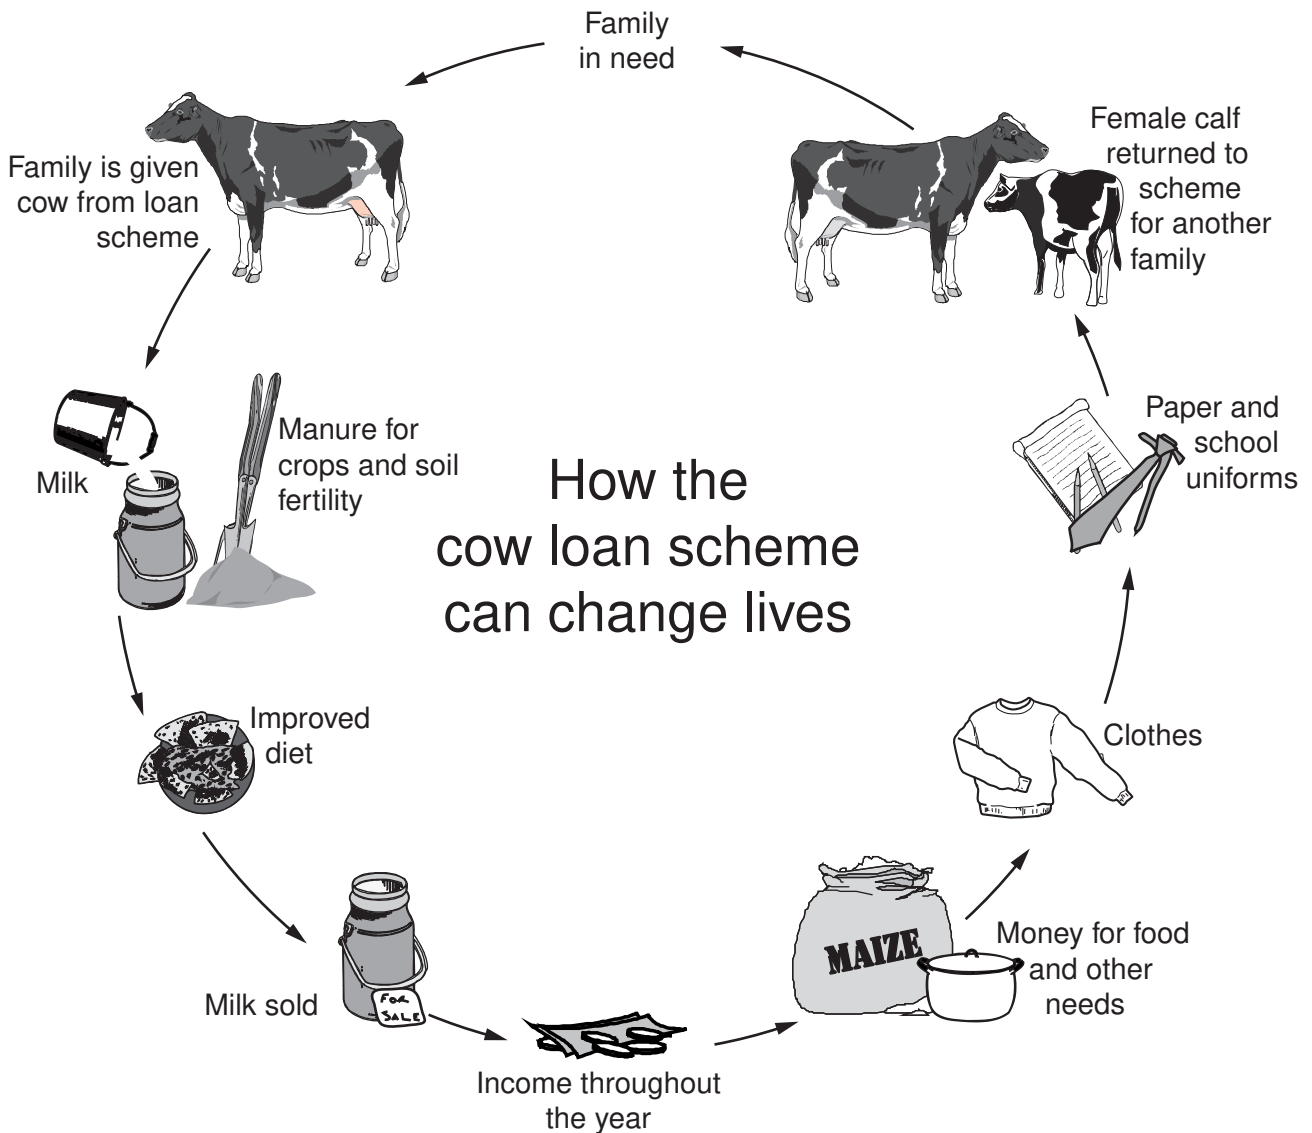 Family
in need
Family is given
cow from loan
scheme
Milk
Manure for
crops and soil
fertility
Improved
diet
Milk sold
FOR
SALE
Income throughout
the year
MAIZE
Money for food
and other
needs
Clothes
Paper and
school
uniforms
Female calf
returned to
scheme
for another
family
How the
cow loan scheme
can change lives